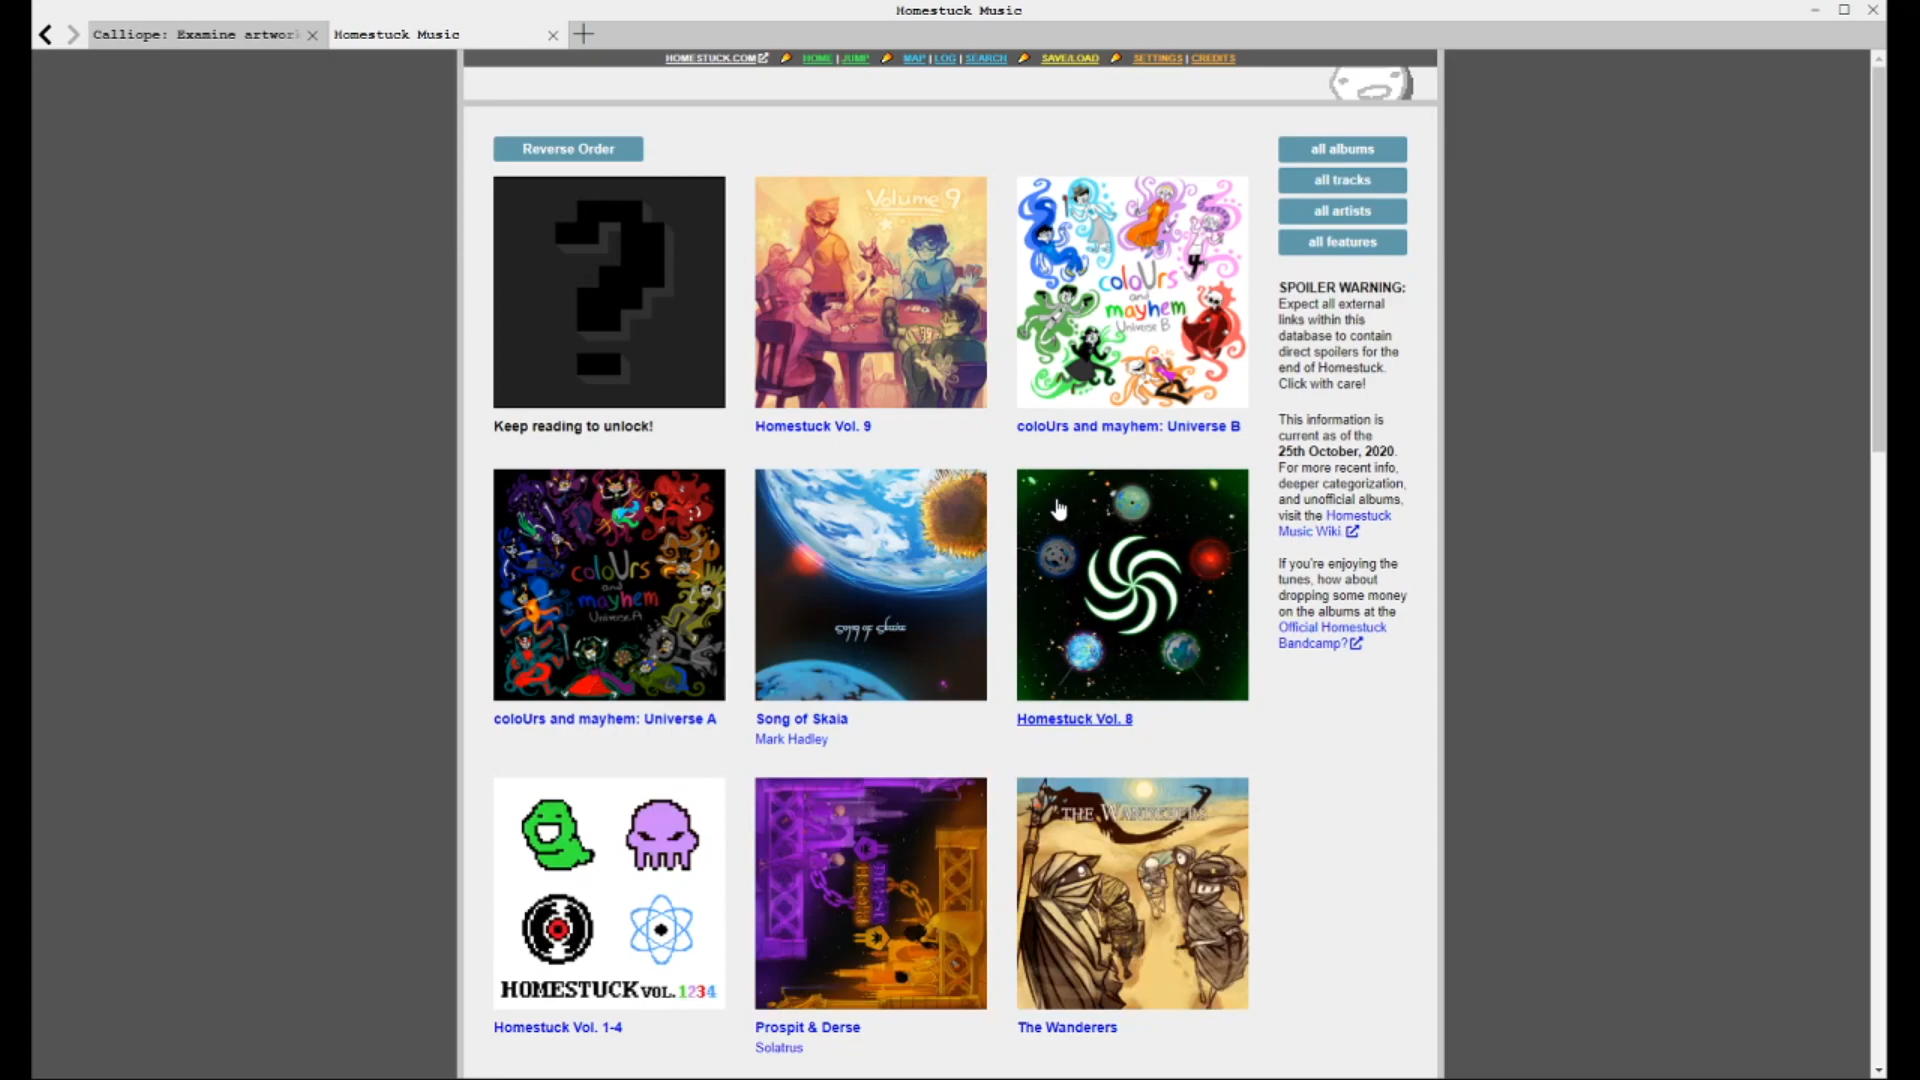 Homestuck Music
Calliope: Examine artwor
Homestuck Music
HOMESTUCK.COM HOME | JUMP MAP | LOG | SEARCH SAVE/LOAD SETTINGS | CREDITS
Reverse Order
all albums
all tracks
all artists
all features
Volume 9
coloUrs
and
mayhem
Universe B
Keep reading to unlock!
Homestuck Vol. 9
coloUrs and mayhem: Universe B
SPOILER WARNING:
Expect all external
links within this
database to contain
direct spoilers for the
end of Homestuck.
Click with care!
This information is
current as of the
25th October, 2020.
For more recent info,
deeper categorization,
and unofficial albums,
visit the Homestuck
Music Wiki
If you're enjoying the
tunes, how about
dropping some money
on the albums at the
Official Homestuck
Bandcamp?
coloUrs
and
mayhem
Universe A
song of skaia
coloUrs and mayhem: Universe A
Song of Skaia
Mark Hadley
Homestuck Vol. 8
HOMESTUCK VOL. 1234
THE WANDERERS
Homestuck Vol. 1-4
Prospit & Derse
Solatrus
The Wanderers